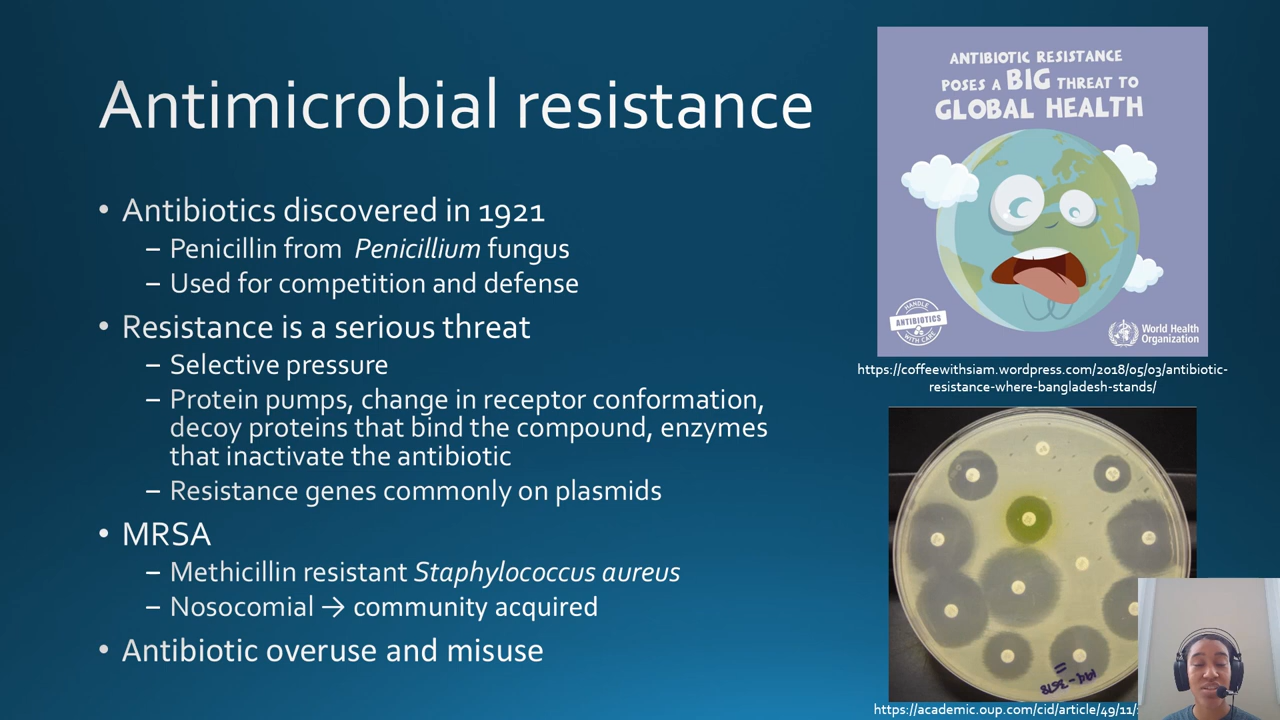 Antimicrobial resistance
• Antibiotics discovered in 1921
– Penicillin from Penicillium fungus
– Used for competition and defense
• Resistance is a serious threat
– Selective pressure
– Protein pumps, change in receptor conformation,
decoy proteins that bind the compound, enzymes
that inactivate the antibiotic
– Resistance genes commonly on plasmids
• MRSA
– Methicillin resistant Staphylococcus aureus
– Nosocomial → community acquired
• Antibiotic overuse and misuse
ANTIBIOTIC RESISTANCE
POSES A BIG THREAT TO
GLOBAL HEALTH
HANDLE
ANTIBIOTICS
WITH CARE
World Health
Organization
https://coffeewithsiam.wordpress.com/2018/05/03/antibiotic-
resistance-where-bangladesh-stands/
https://academic.oup.com/cid/article/49/11/